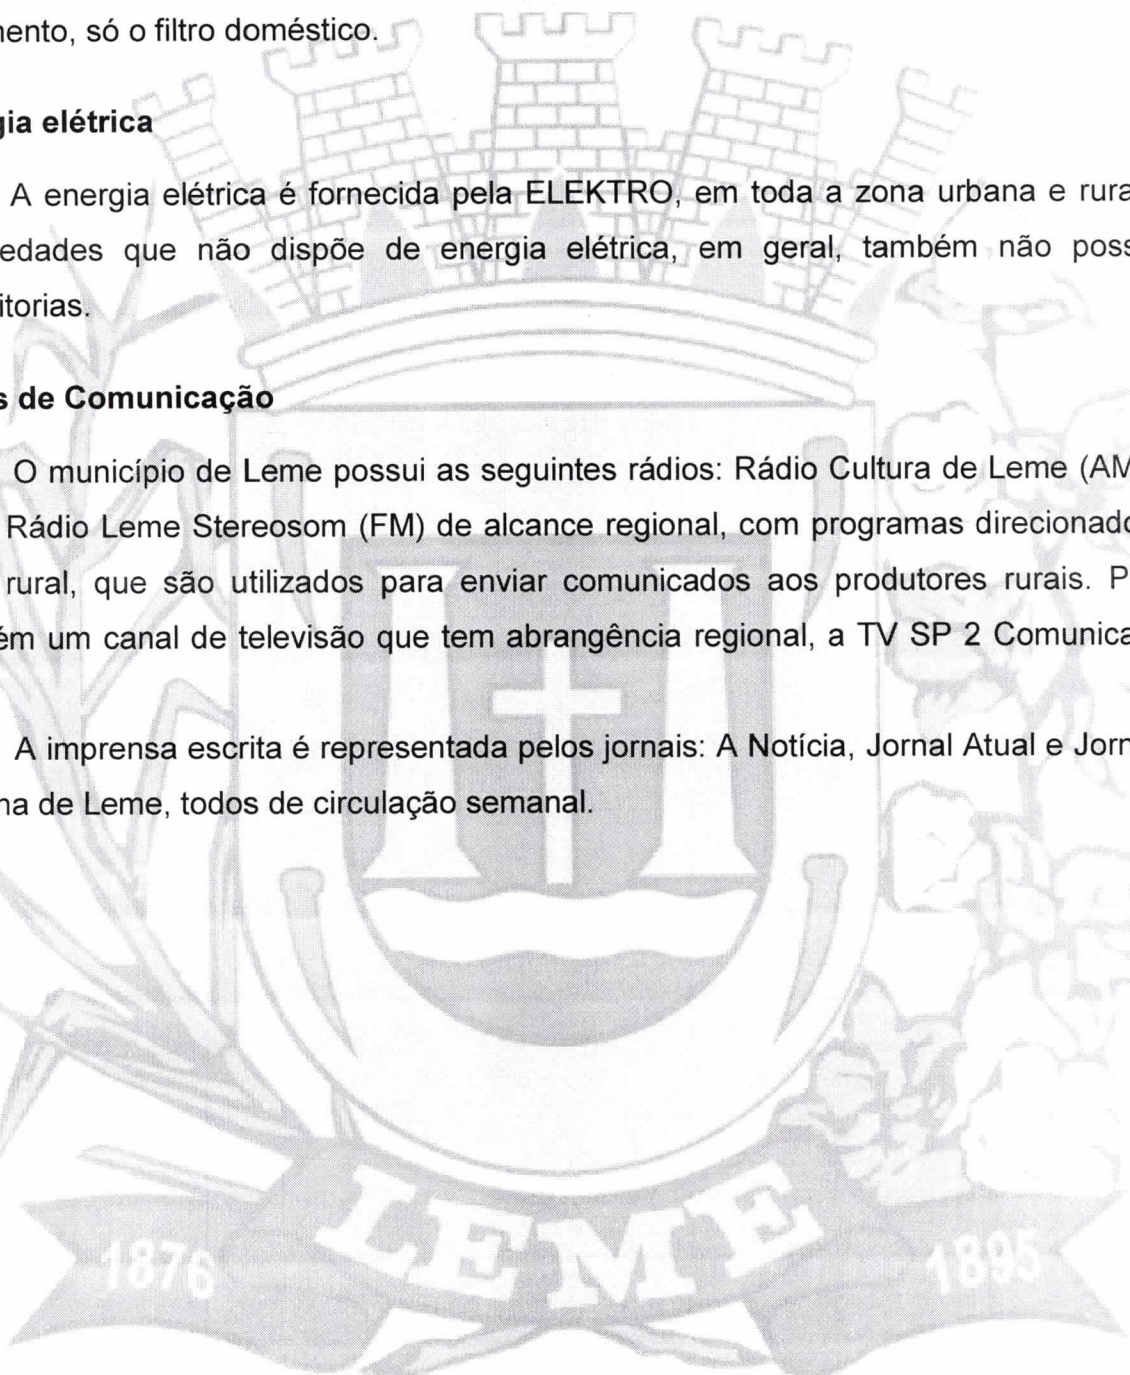 mento, só o filtro doméstico.
gia elétrica
A energia elétrica é fornecida pela ELEKTRO, em toda a zona urbana e rura
edades que não dispõe de energia elétrica, em geral, também não poss
itorias.
s de Comunicação
O município de Leme possui as seguintes rádios: Rádio Cultura de Leme (AM
Rádio Leme Stereosom (FM) de alcance regional, com programas direcionado
rural, que são utilizados para enviar comunicados aos produtores rurais. P
ém um canal de televisão que tem abrangência regional, a TV SP 2 Comunica
A imprensa escrita é representada pelos jornais: A Notícia, Jornal Atual e Jorn
na de Leme, todos de circulação semanal.
LEME
1876 1895